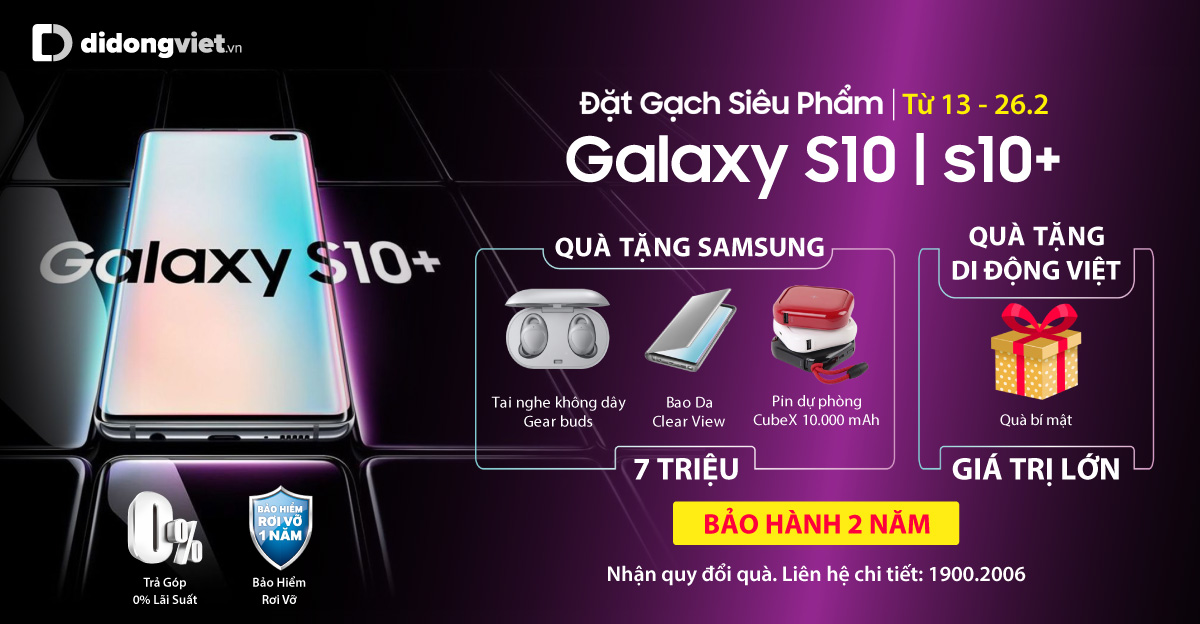 didongviet.vn
Đặt Gạch Siêu Phẩm | Từ 13 - 26.2
Galaxy S10 | s10+
Galaxy S10+
QUÀ TẶNG SAMSUNG
Tai nghe không dây
Gear buds
Bao Da
Clear View
Pin dự phòng
CubeX 10.000 mAh
7 TRIỆU
QUÀ TẶNG
DI ĐỘNG VIỆT
Quà bí mật
GIÁ TRỊ LỚN
0%
Trả Góp
0% Lãi Suất
BẢO HIỂM
RƠI VỠ
1 NĂM
Bảo Hiểm
Rơi Vỡ
BẢO HÀNH 2 NĂM
Nhận quy đổi quà. Liên hệ chi tiết: 1900.2006